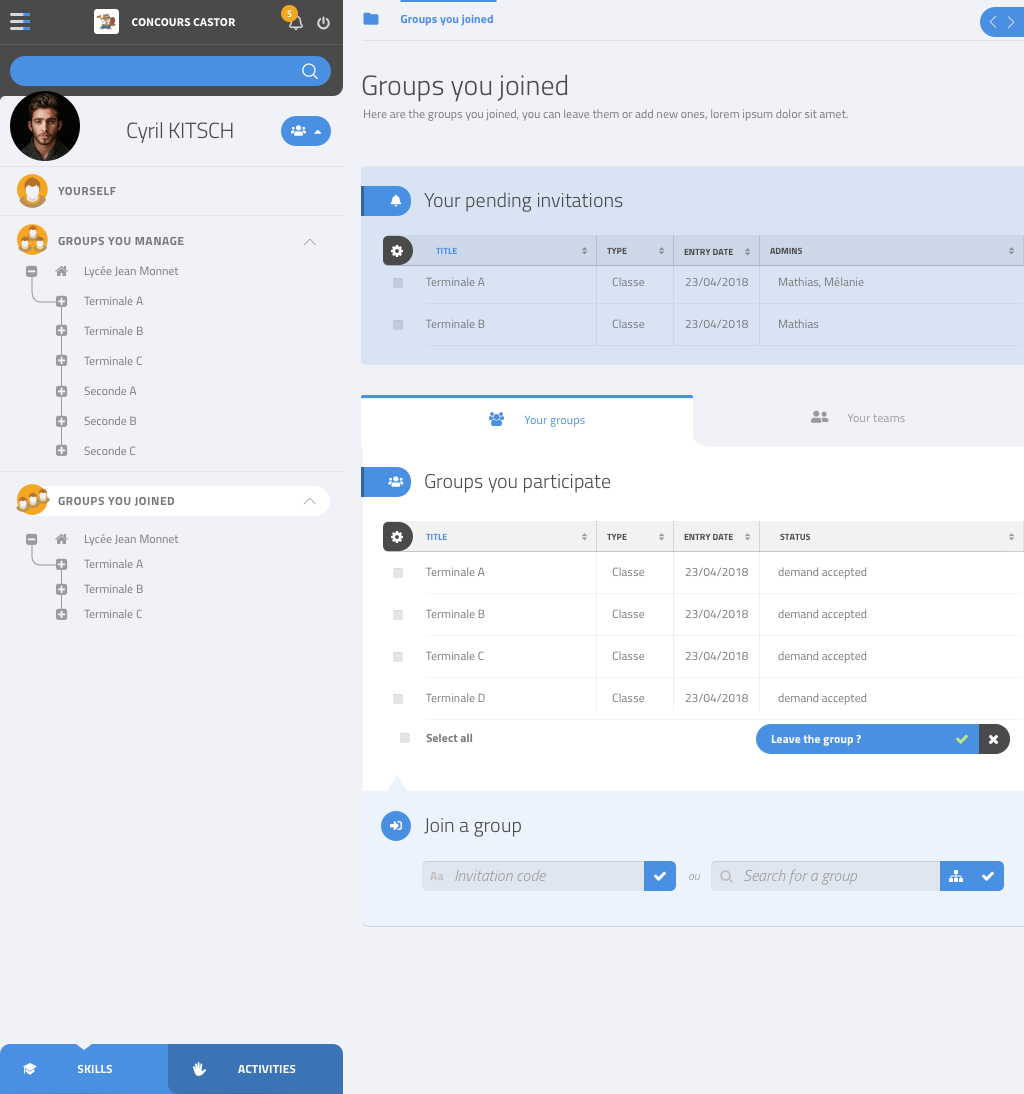 CONCOURS CASTOR
5
Cyril KITSCH
YOURSELF
GROUPS YOU MANAGE
Lycée Jean Monnet
Terminale A
Terminale B
Terminale C
Seconde A
Seconde B
Seconde C
GROUPS YOU JOINED
Lycée Jean Monnet
Terminale A
Terminale B
Terminale C
SKILLS
ACTIVITIES
Groups you joined
Groups you joined
Here are the groups you joined, you can leave them or add new ones, lorem ipsum dolor sit amet.
Your pending invitations
TITLE TYPE ENTRY DATE ADMINS
Terminale A Classe 23/04/2018 Mathias, Mélanie
Terminale B Classe 23/04/2018 Mathias
Your groups
Your teams
Groups you participate
TITLE TYPE ENTRY DATE STATUS
Terminale A Classe 23/04/2018 demand accepted
Terminale B Classe 23/04/2018 demand accepted
Terminale C Classe 23/04/2018 demand accepted
Terminale D Classe 23/04/2018 demand accepted
Select all
Leave the group ?
Join a group
Aa Invitation code ou Search for a group